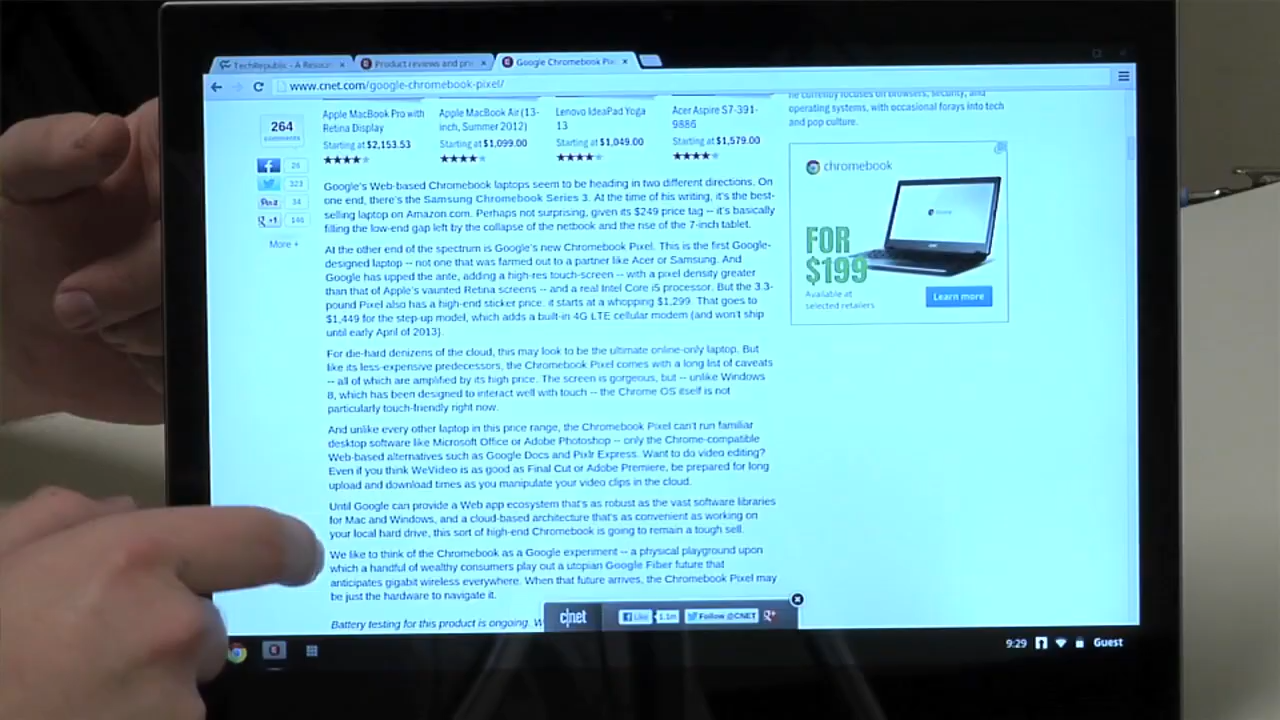 TechRepublic - A Resour
Product reviews and pri
Google Chromebook Pix
www.cnet.com/google-chromebook-pixel/
264
comments
26
323
Pin it 34
g +1 146
More +
Apple MacBook Pro with
Retina Display
Starting at $2,153.53
Apple MacBook Air (13-
inch, Summer 2012)
Starting at $1,099.00
Lenovo IdeaPad Yoga
13
Starting at $1,049.00
Acer Aspire S7-391-
9886
Starting at $1,579.00
Google's Web-based Chromebook laptops seem to be heading in two different directions. On
one end, there's the Samsung Chromebook Series 3. At the time of his writing, it's the best-
selling laptop on Amazon.com. Perhaps not surprising, given its $249 price tag -- it's basically
filling the low-end gap left by the collapse of the netbook and the rise of the 7-inch tablet.
At the other end of the spectrum is Google's new Chromebook Pixel. This is the first Google-
designed laptop -- not one that was farmed out to a partner like Acer or Samsung. And
Google has upped the ante, adding a high-res touch-screen -- with a pixel density greater
than that of Apple's vaunted Retina screens -- and a real Intel Core i5 processor. But the 3.3-
pound Pixel also has a high-end sticker price. it starts at a whopping $1,299. That goes to
$1,449 for the step-up model, which adds a built-in 4G LTE cellular modem (and won't ship
until early April of 2013).
For die-hard denizens of the cloud, this may look to be the ultimate online-only laptop. But
like its less-expensive predecessors, the Chromebook Pixel comes with a long list of caveats
-- all of which are amplified by its high price. The screen is gorgeous, but -- unlike Windows
8, which has been designed to interact well with touch -- the Chrome OS itself is not
particularly touch-friendly right now.
And unlike every other laptop in this price range, the Chromebook Pixel can't run familiar
desktop software like Microsoft Office or Adobe Photoshop -- only the Chrome-compatible
Web-based alternatives such as Google Docs and Pixlr Express. Want to do video editing?
Even if you think WeVideo is as good as Final Cut or Adobe Premiere, be prepared for long
upload and download times as you manipulate your video clips in the cloud.
Until Google can provide a Web app ecosystem that's as robust as the vast software libraries
for Mac and Windows, and a cloud-based architecture that's as convenient as working on
your local hard drive, this sort of high-end Chromebook is going to remain a tough sell.
We like to think of the Chromebook as a Google experiment -- a physical playground upon
which a handful of wealthy consumers play out a utopian Google Fiber future that
anticipates gigabit wireless everywhere. When that future arrives, the Chromebook Pixel may
be just the hardware to navigate it.
Battery testing for this product is ongoing. W
he currently focuses on browsers, security, and
operating systems, with occasional forays into tech
and pop culture.
chromebook
FOR
$199
Available at
selected retailers
Learn more
c|net
Like 1.1m
Follow @CNET
g+
9:29
Guest